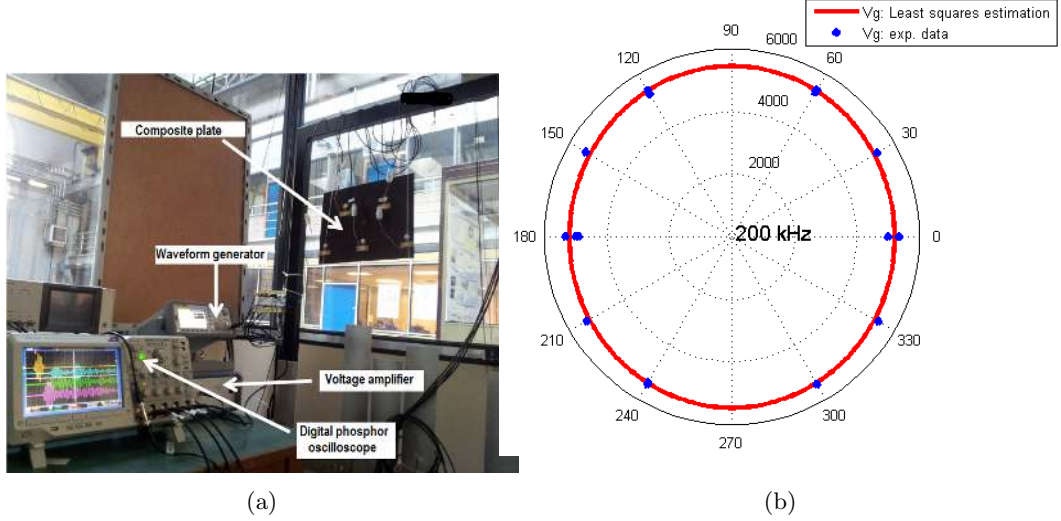 Composite plate
Waveform generator
Voltage amplifier
Digital phosphor
oscilloscope
(a)
Vg: Least squares estimation
Vg: exp. data
90
6000
60
120
4000
30
150
2000
200 kHz
0
180
330
210
300
240
270
(b)